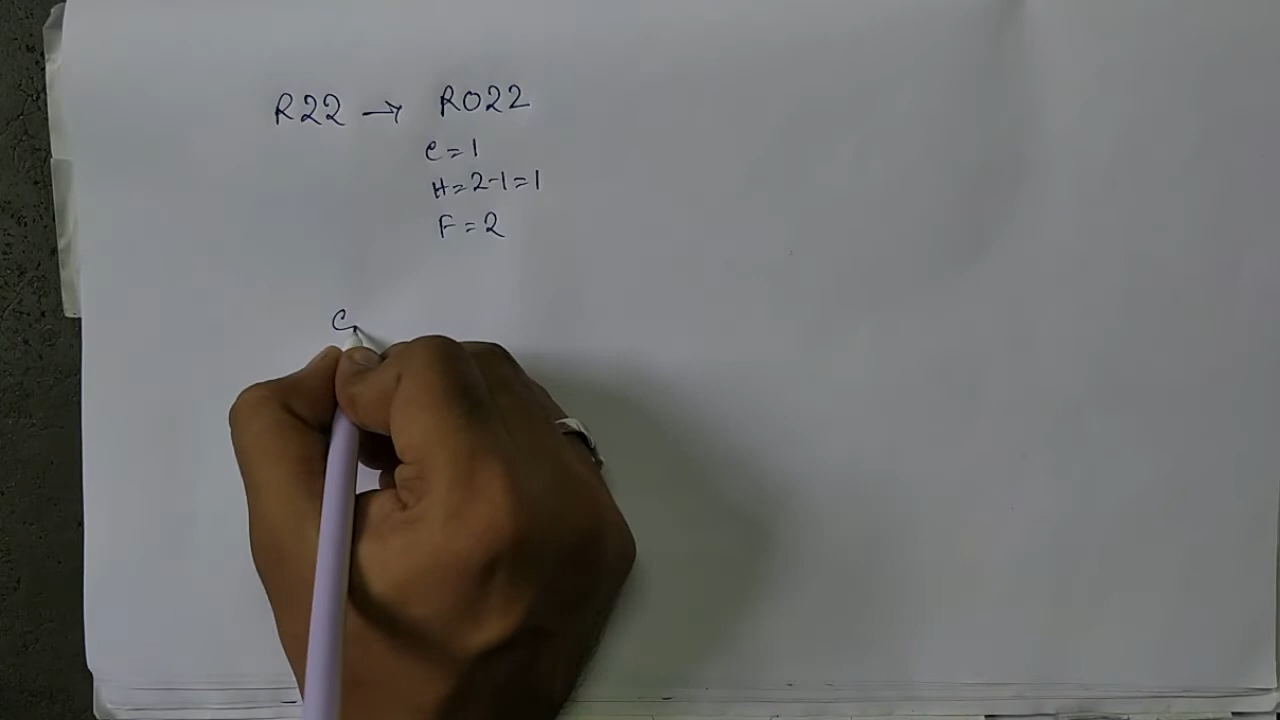 R22 → R022
C=1
H=2-1=1
F=2
C